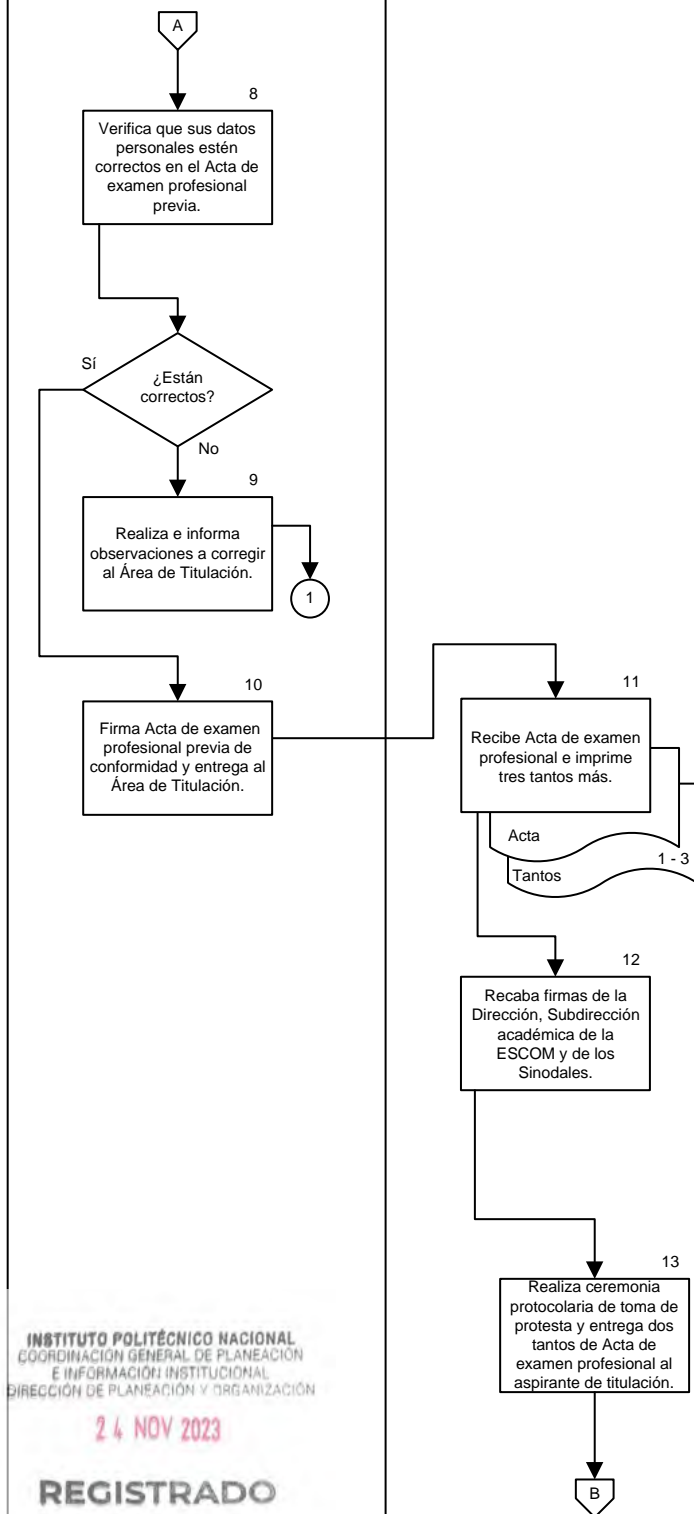 A
8
Verifica que sus datos
personales estén
correctos en el Acta de
examen profesional
previa.
¿Están
correctos?
Sí
No
9
Realiza e informa
observaciones a corregir
al Área de Titulación.
1
10
Firma Acta de examen
profesional previa de
conformidad y entrega al
Área de Titulación.
11
Recibe Acta de examen
profesional e imprime
tres tantos más.
Acta
1 - 3
Tantos
12
Recaba firmas de la
Dirección, Subdirección
académica de la
ESCOM y de los
Sinodales.
13
Realiza ceremonia
protocolaria de toma de
protesta y entrega dos
tantos de Acta de
examen profesional al
aspirante de titulación.
B
INSTITUTO POLITÉCNICO NACIONAL
COORDINACIÓN GENERAL DE PLANEACIÓN
E INFORMACIÓN INSTITUCIONAL
DIRECCIÓN DE PLANEACIÓN Y ORGANIZACIÓN
24 NOV 2023
REGISTRADO